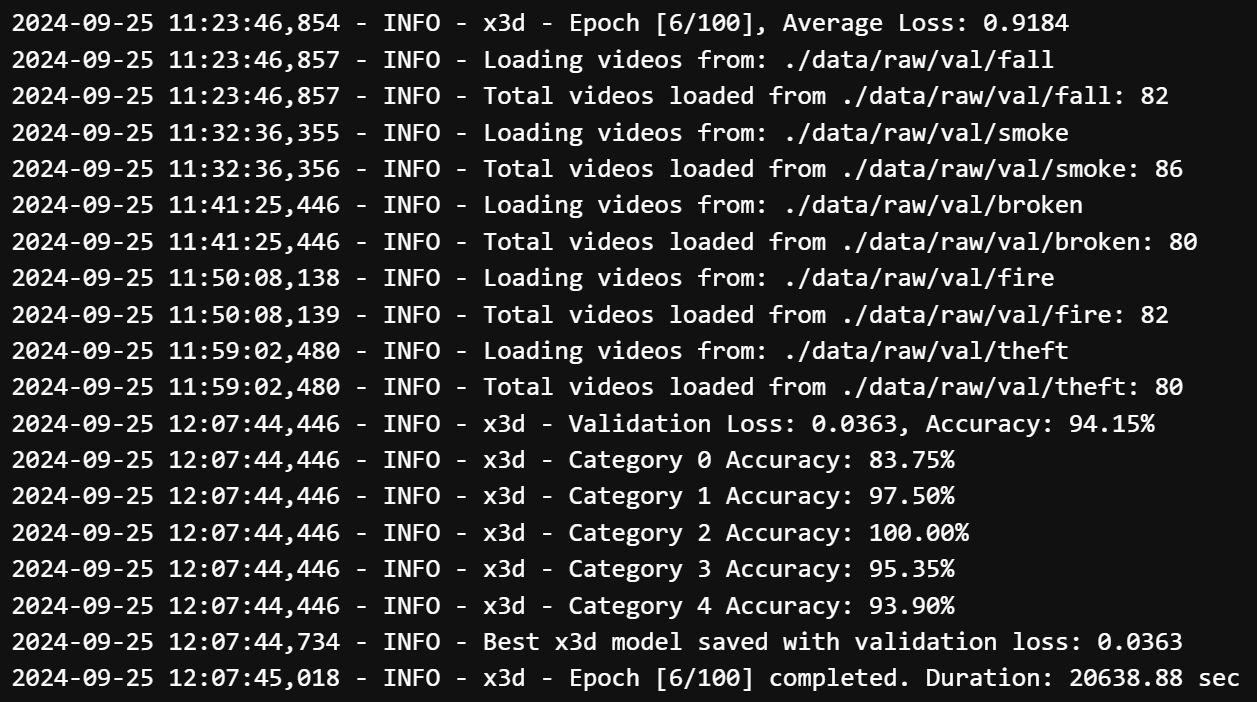 2024-09-25 11:23:46,854 - INFO - x3d - Epoch [6/100], Average Loss: 0.9184
2024-09-25 11:23:46,857 - INFO - Loading videos from: ./data/raw/val/fall
2024-09-25 11:23:46,857 - INFO - Total videos loaded from ./data/raw/val/fall: 82
2024-09-25 11:32:36,355 - INFO - Loading videos from: ./data/raw/val/smoke
2024-09-25 11:32:36,356 - INFO - Total videos loaded from ./data/raw/val/smoke: 86
2024-09-25 11:41:25,446 - INFO - Loading videos from: ./data/raw/val/broken
2024-09-25 11:41:25,446 - INFO - Total videos loaded from ./data/raw/val/broken: 80
2024-09-25 11:50:08,138 - INFO - Loading videos from: ./data/raw/val/fire
2024-09-25 11:50:08,139 - INFO - Total videos loaded from ./data/raw/val/fire: 82
2024-09-25 11:59:02,480 - INFO - Loading videos from: ./data/raw/val/theft
2024-09-25 11:59:02,480 - INFO - Total videos loaded from ./data/raw/val/theft: 80
2024-09-25 12:07:44,446 - INFO - x3d - Validation Loss: 0.0363, Accuracy: 94.15%
2024-09-25 12:07:44,446 - INFO - x3d - Category 0 Accuracy: 83.75%
2024-09-25 12:07:44,446 - INFO - x3d - Category 1 Accuracy: 97.50%
2024-09-25 12:07:44,446 - INFO - x3d - Category 2 Accuracy: 100.00%
2024-09-25 12:07:44,446 - INFO - x3d - Category 3 Accuracy: 95.35%
2024-09-25 12:07:44,446 - INFO - x3d - Category 4 Accuracy: 93.90%
2024-09-25 12:07:44,734 - INFO - Best x3d model saved with validation loss: 0.0363
2024-09-25 12:07:45,018 - INFO - x3d - Epoch [6/100] completed. Duration: 20638.88 sec